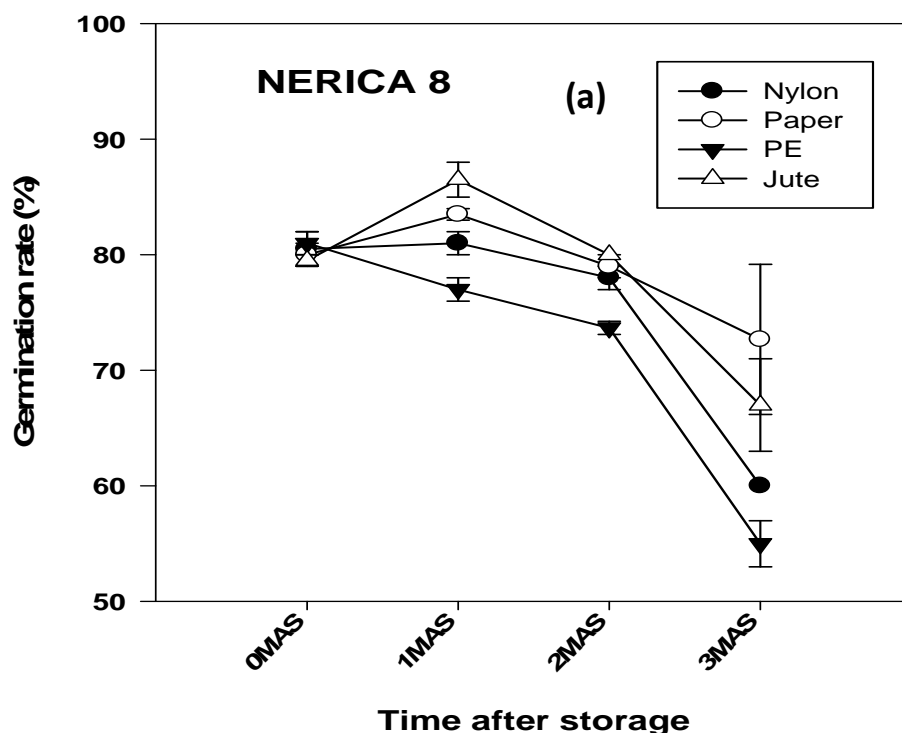 100
NERICA 8
(a)
Nylon
Paper
PE
Jute
90
80
70
60
50
Germination rate (%)
0MAS
1MAS
2MAS
3MAS
Time after storage